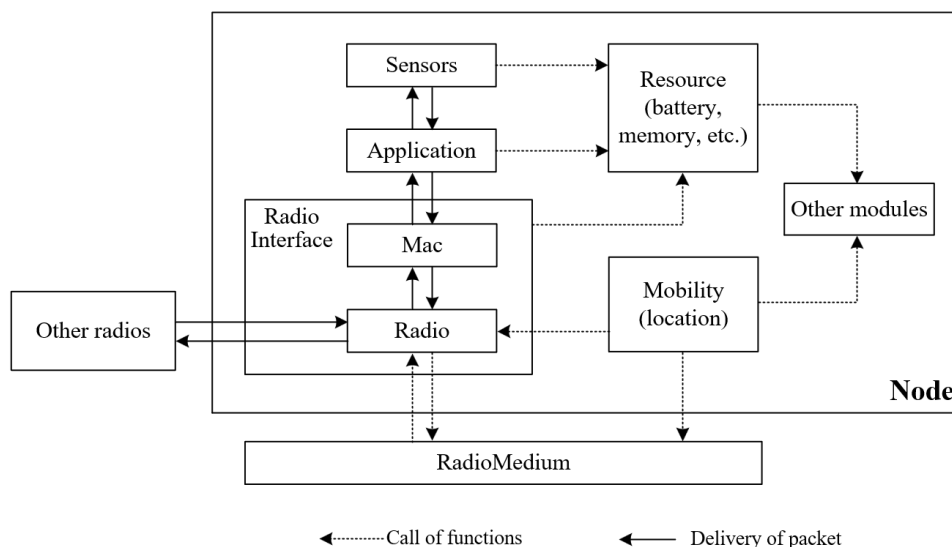 Sensors
Resource
(battery,
memory, etc.)
Application
Other modules
Radio
Interface
Mac
Mobility
(location)
Other radios
Radio
Node
RadioMedium
Call of functions
Delivery of packet